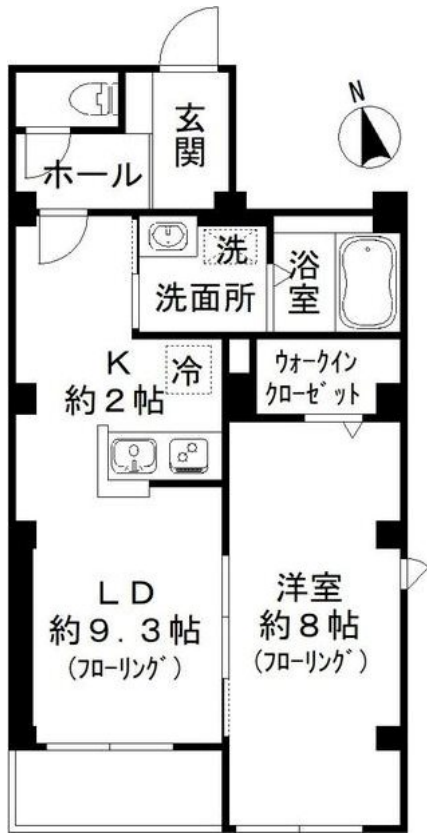 N
玄
関
ホール
洗
洗面所
浴
室
K
約2帖
冷
ウォークイン
クローゼット
LD
約9.3帖
(フローリング)
洋室
約8帖
(フローリング)